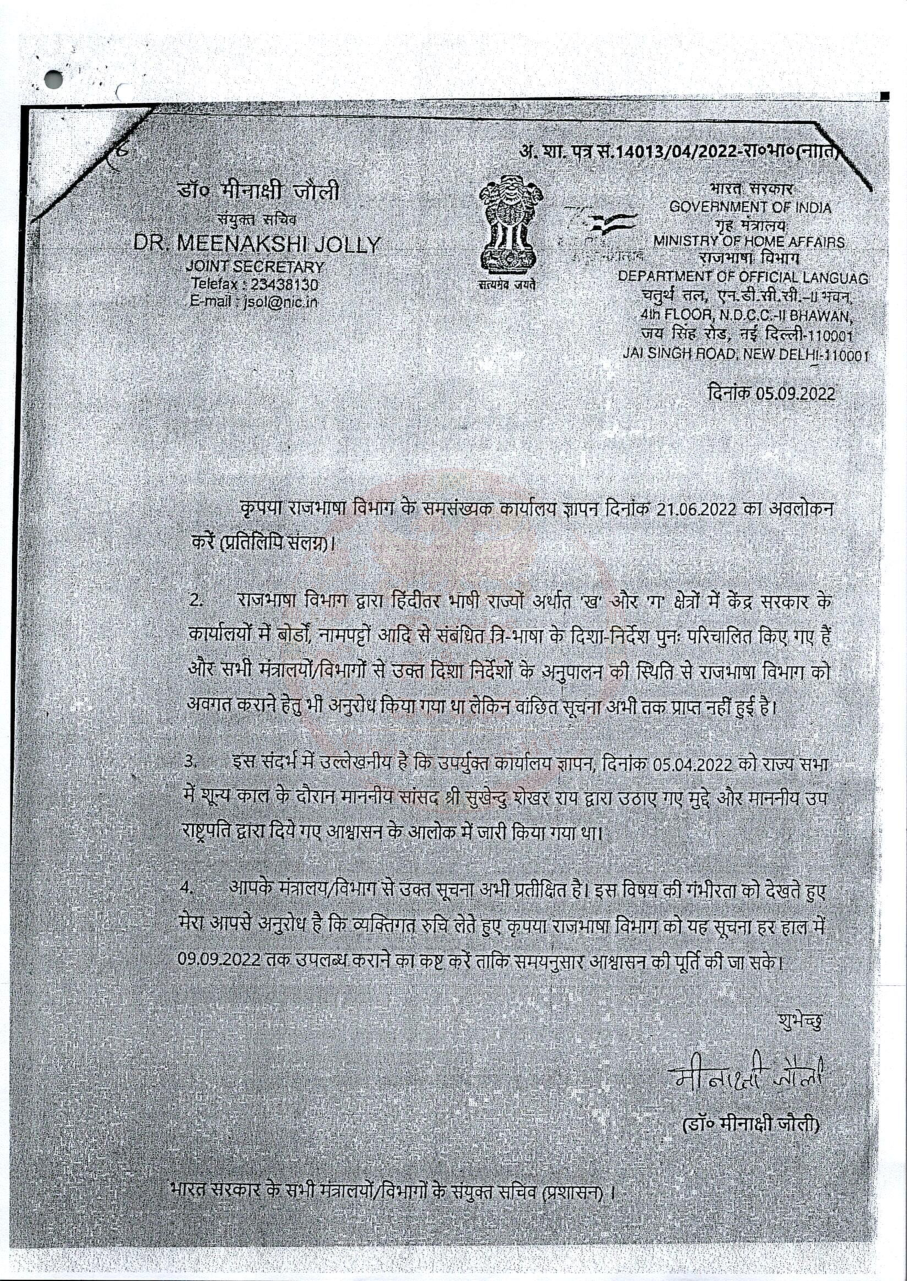 अ. शा. पत्र सं.14013/04/2022-रा०भा०(नीति)
डॉ० मीनाक्षी जौली
संयुक्त सचिव
DR. MEENAKSHI JOLLY
JOINT SECRETARY
Telefax : 23438130
E-mail : jsol@nic.in
सत्यमेव जयते
भारत सरकार
GOVERNMENT OF INDIA
गृह मंत्रालय
MINISTRY OF HOME AFFAIRS
राजभाषा विभाग
DEPARTMENT OF OFFICIAL LANGUAG
चतुर्थ तल, एन.डी.सी.सी.–II भवन,
4th FLOOR, N.D.C.C.-II BHAWAN,
जय सिंह रोड, नई दिल्ली-110001
JAI SINGH ROAD, NEW DELHI-110001
दिनांक 05.09.2022
कृपया राजभाषा विभाग के समसंख्यक कार्यालय ज्ञापन दिनांक 21.06.2022 का अवलोकन
करें (प्रतिलिपि संलग्न)।
2. राजभाषा विभाग द्वारा हिंदीतर भाषी राज्यों अर्थात 'ख' और 'ग' क्षेत्रों में केंद्र सरकार के
कार्यालयों में बोर्डों, नामपट्टों आदि से संबंधित त्रि-भाषा के दिशा-निर्देश पुनः परिचालित किए गए हैं
और सभी मंत्रालयों/विभागों से उक्त दिशा निर्देशों के अनुपालन की स्थिति से राजभाषा विभाग को
अवगत कराने हेतु भी अनुरोध किया गया था लेकिन वांछित सूचना अभी तक प्राप्त नहीं हुई है।
3. इस संदर्भ में उल्लेखनीय है कि उपर्युक्त कार्यालय ज्ञापन, दिनांक 05.04.2022 को राज्य सभा
में शून्य काल के दौरान माननीय सांसद श्री सुखेन्दु शेखर राय द्वारा उठाए गए मुद्दे और माननीय उप
राष्ट्रपति द्वारा दिये गए आश्वासन के आलोक में जारी किया गया था।
4. आपके मंत्रालय/विभाग से उक्त सूचना अभी प्रतीक्षित है। इस विषय की गंभीरता को देखते हुए
मेरा आपसे अनुरोध है कि व्यक्तिगत रुचि लेते हुए कृपया राजभाषा विभाग को यह सूचना हर हाल में
09.09.2022 तक उपलब्ध कराने का कष्ट करें ताकि समयनुसार आश्वासन की पूर्ति की जा सके।
शुभेच्छु
मीनाक्षी जौली
(डॉ० मीनाक्षी जौली)
भारत सरकार के सभी मंत्रालयों/विभागों के संयुक्त सचिव (प्रशासन) ।